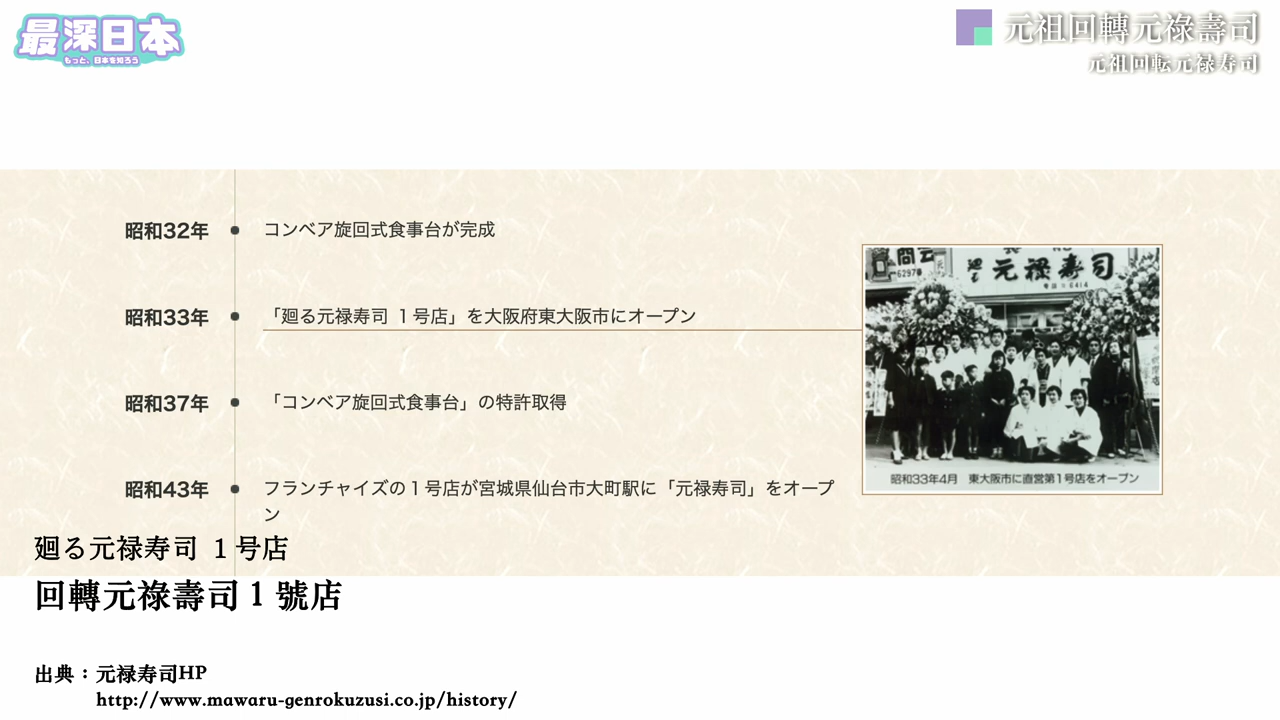 最深日本
もっと、日本を知ろう
元祖回轉元祿壽司
元祖回転元禄寿司
昭和32年 コンベア旋回式食事台が完成
昭和33年 「廻る元禄寿司 1号店」を大阪府東大阪市にオープン
昭和37年 「コンベア旋回式食事台」の特許取得
昭和43年 フランチャイズの1号店が宮城県仙台市大町駅に「元禄寿司」をオープ
ン
廻る 元禄寿司
6297
6414
昭和33年4月 東大阪市に直営第1号店をオープン
廻る元禄寿司 1号店
回轉元祿壽司1號店
出典：元禄寿司HP
http://www.mawaru-genrokuzusi.co.jp/history/